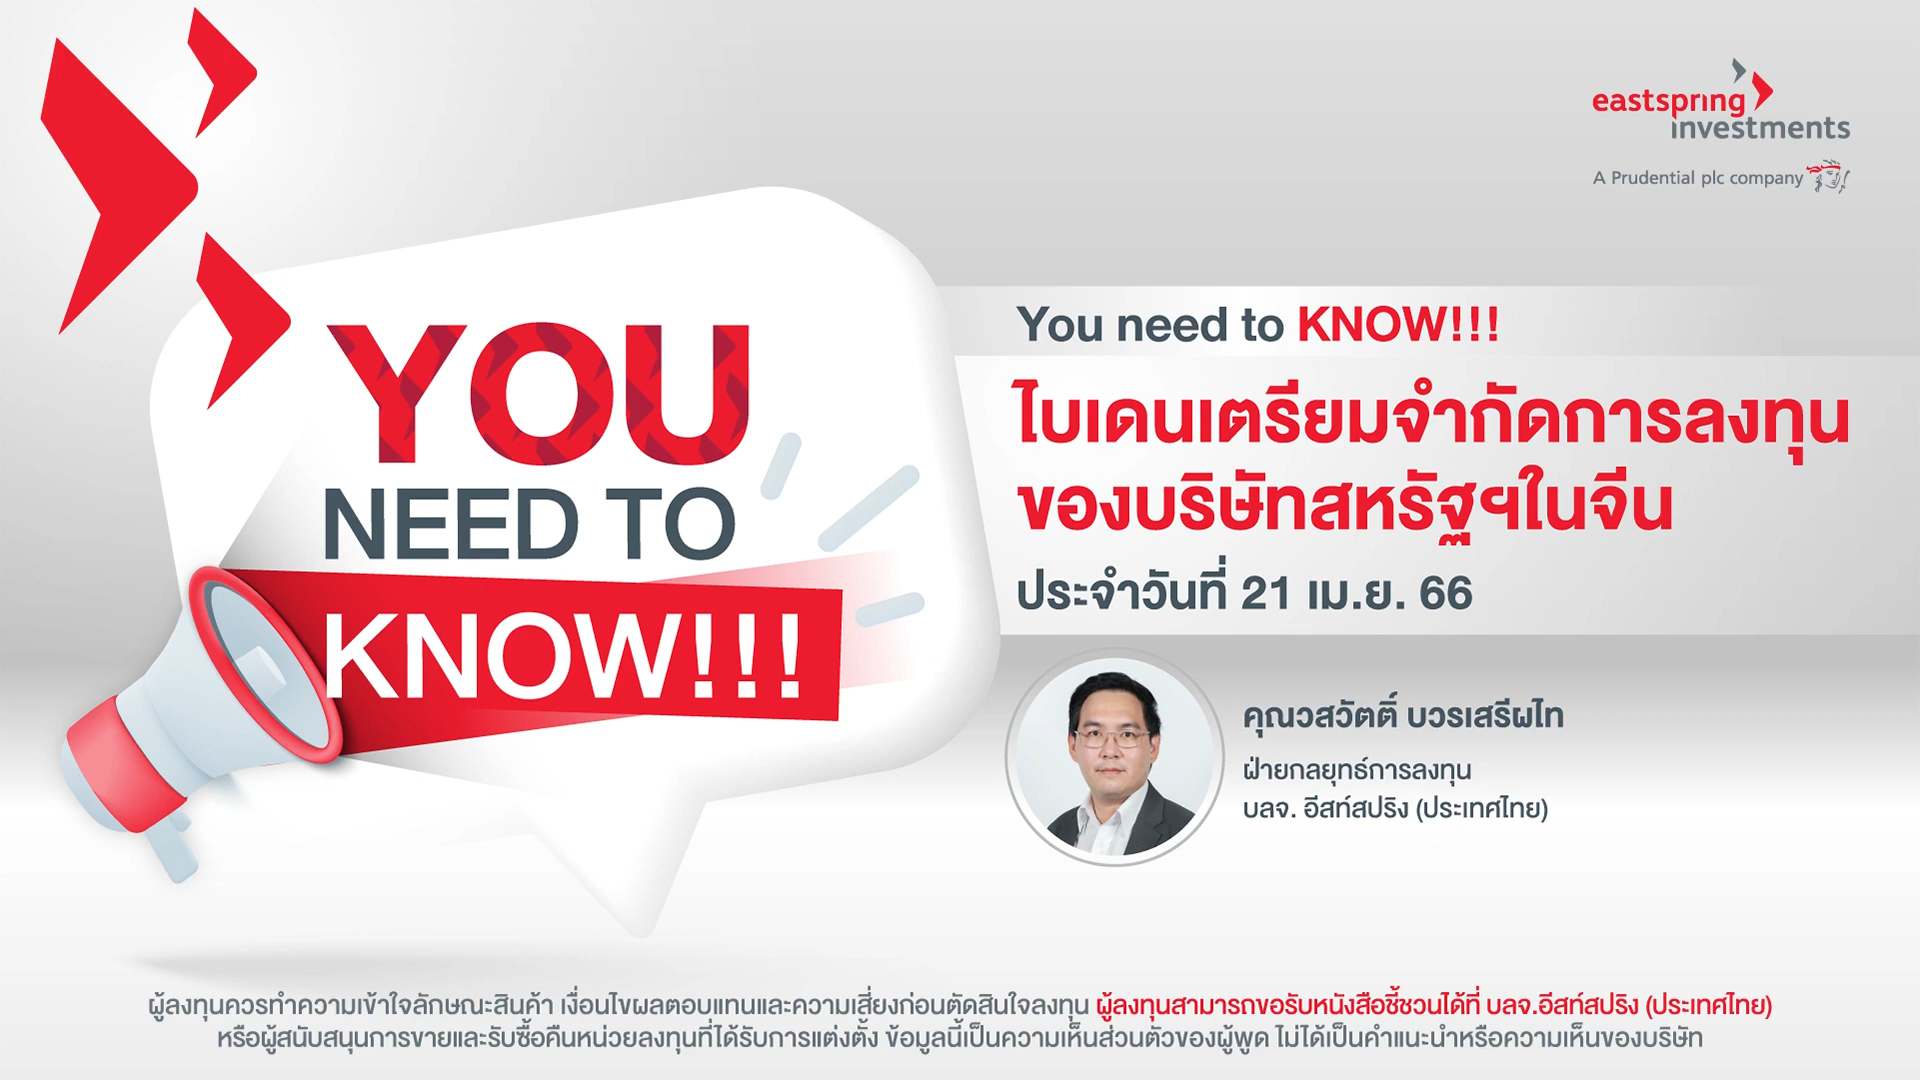 eastspring
investments
A Prudential plc company
YOU
NEED TO
KNOW!!!
You need to KNOW!!!
ไบเดนเตรียมจำกัดการลงทุน
ของบริษัทสหรัฐฯในจีน
ประจำวันที่ 21 เม.ย. 66
คุณวสวัตติ์ บวรเสรีผไท
ฝ่ายกลยุทธ์การลงทุน
บลจ. อีสท์สปริง (ประเทศไทย)
ผู้ลงทุนควรทำความเข้าใจลักษณะสินค้า เงื่อนไขผลตอบแทนและความเสี่ยงก่อนตัดสินใจลงทุน ผู้ลงทุนสามารถขอรับหนังสือชี้ชวนได้ที่ บลจ.อีสท์สปริง (ประเทศไทย)
หรือผู้สนับสนุนการขายและรับซื้อคืนหน่วยลงทุนที่ได้รับการแต่งตั้ง ข้อมูลนี้เป็นความเห็นส่วนตัวของผู้พูด ไม่ได้เป็นคำแนะนำหรือความเห็นของบริษัท